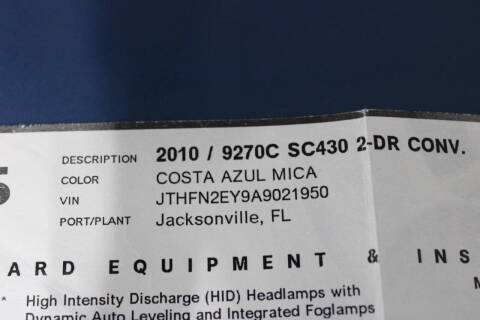 DESCRIPTION 2010 / 9270C SC430 2-DR CONV.
COLOR COSTA AZUL MICA
VIN JTHFN2EY9A9021950
PORT/PLANT Jacksonville, FL
ARD EQUIPMENT & INS
* High Intensity Discharge (HID) Headlamps with
Dynamic Auto Leveling and Integrated Foglamps